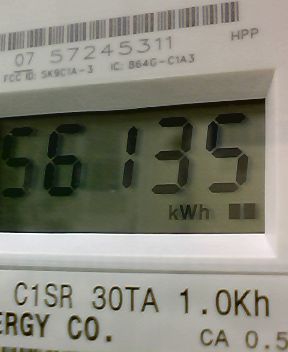 07 57245311
HPP
FCC ID: SK9C1A-3 IC: 864G-C1A3
56135
kWh
C1SR 30TA 1.0Kh
ERGY CO.
CA 0.5